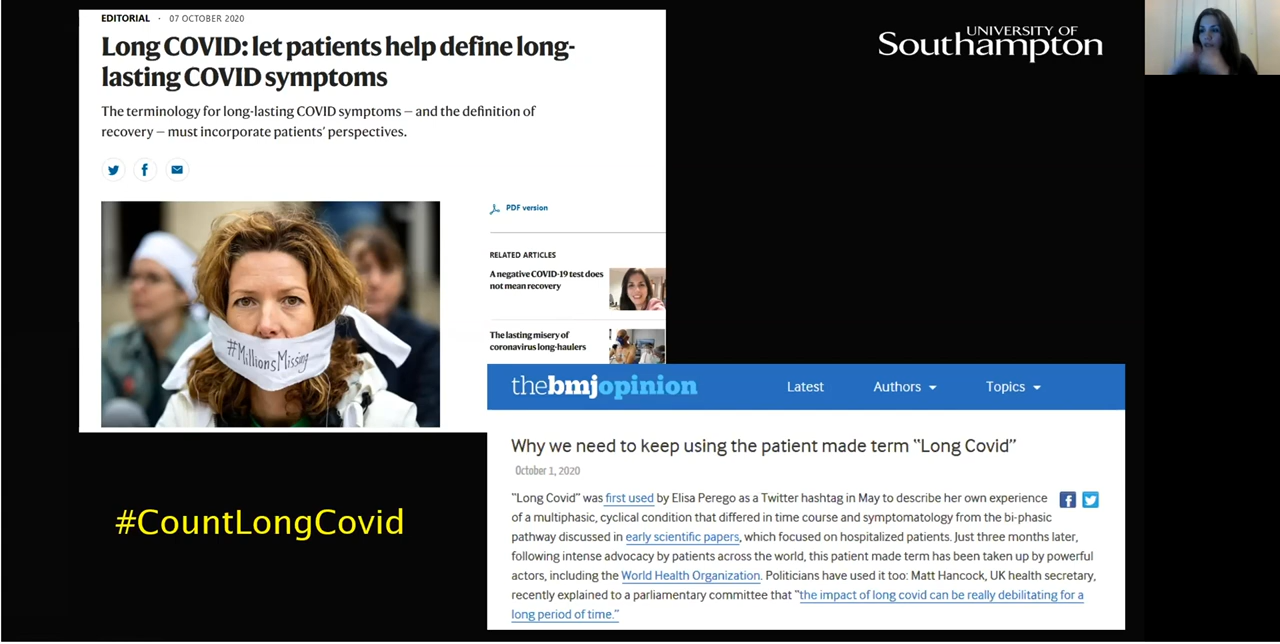 EDITORIAL · 07 OCTOBER 2020
Long COVID: let patients help define long-
lasting COVID symptoms
The terminology for long-lasting COVID symptoms — and the definition of
recovery — must incorporate patients’ perspectives.
#MillionsMissing
PDF version
RELATED ARTICLES
A negative COVID-19 test does
not mean recovery
The lasting misery of
coronavirus long-haulers
UNIVERSITY OF
Southampton
thebmjopinion
Latest
Authors
Topics
Why we need to keep using the patient made term “Long Covid”
October 1, 2020
“Long Covid” was first used by Elisa Perego as a Twitter hashtag in May to describe her own experience
of a multiphasic, cyclical condition that differed in time course and symptomatology from the bi-phasic
pathway discussed in early scientific papers, which focused on hospitalized patients. Just three months later,
following intense advocacy by patients across the world, this patient made term has been taken up by powerful
actors, including the World Health Organization. Politicians have used it too: Matt Hancock, UK health secretary,
recently explained to a parliamentary committee that “the impact of long covid can be really debilitating for a
long period of time.”
#CountLongCovid